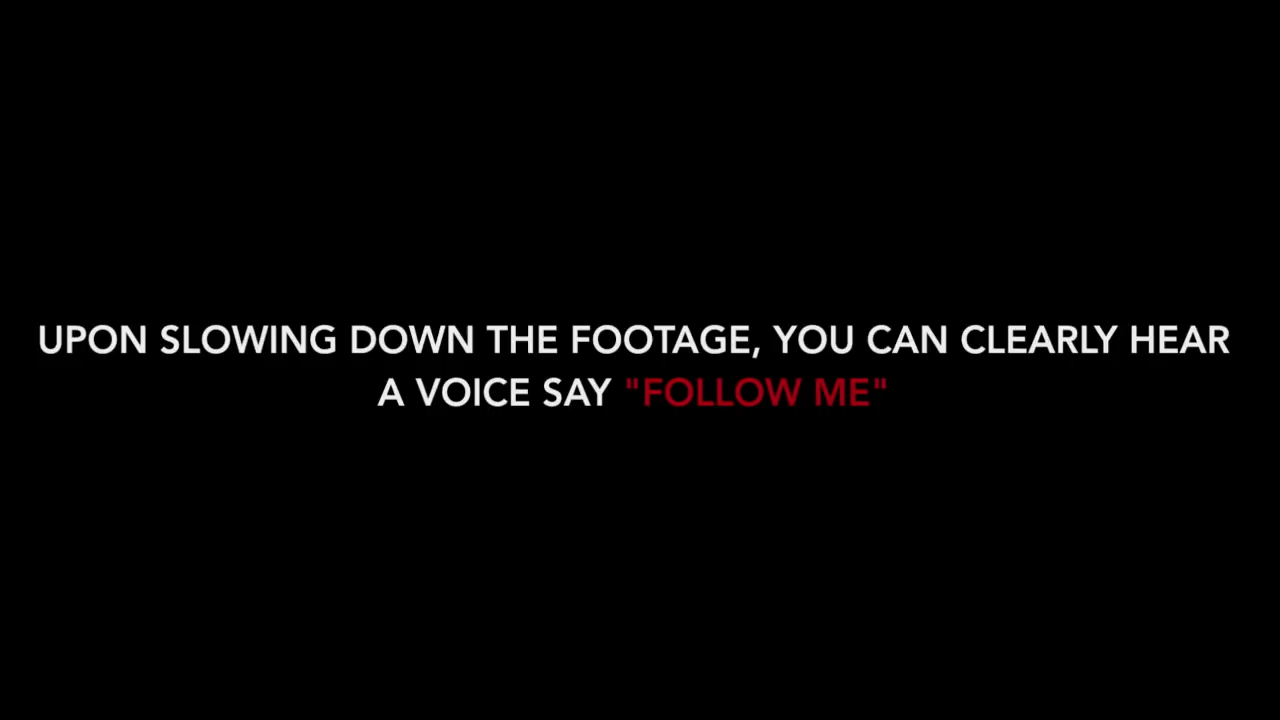 UPON SLOWING DOWN THE FOOTAGE, YOU CAN CLEARLY HEAR
A VOICE SAY "FOLLOW ME"